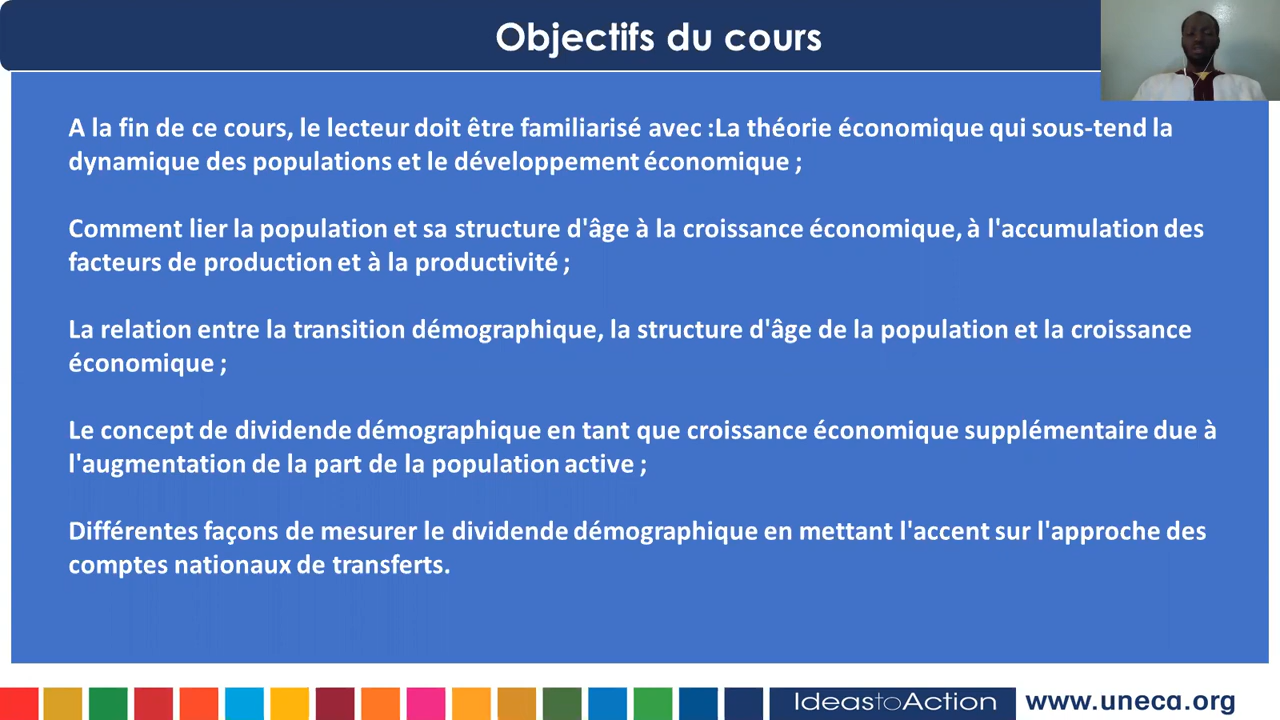 Objectifs du cours
A la fin de ce cours, le lecteur doit être familiarisé avec :La théorie économique qui sous-tend la
dynamique des populations et le développement économique ;
Comment lier la population et sa structure d'âge à la croissance économique, à l'accumulation des
facteurs de production et à la productivité ;
La relation entre la transition démographique, la structure d'âge de la population et la croissance
économique ;
Le concept de dividende démographique en tant que croissance économique supplémentaire due à
l'augmentation de la part de la population active ;
Différentes façons de mesurer le dividende démographique en mettant l'accent sur l'approche des
comptes nationaux de transferts.
IdeastoAction www.uneca.org